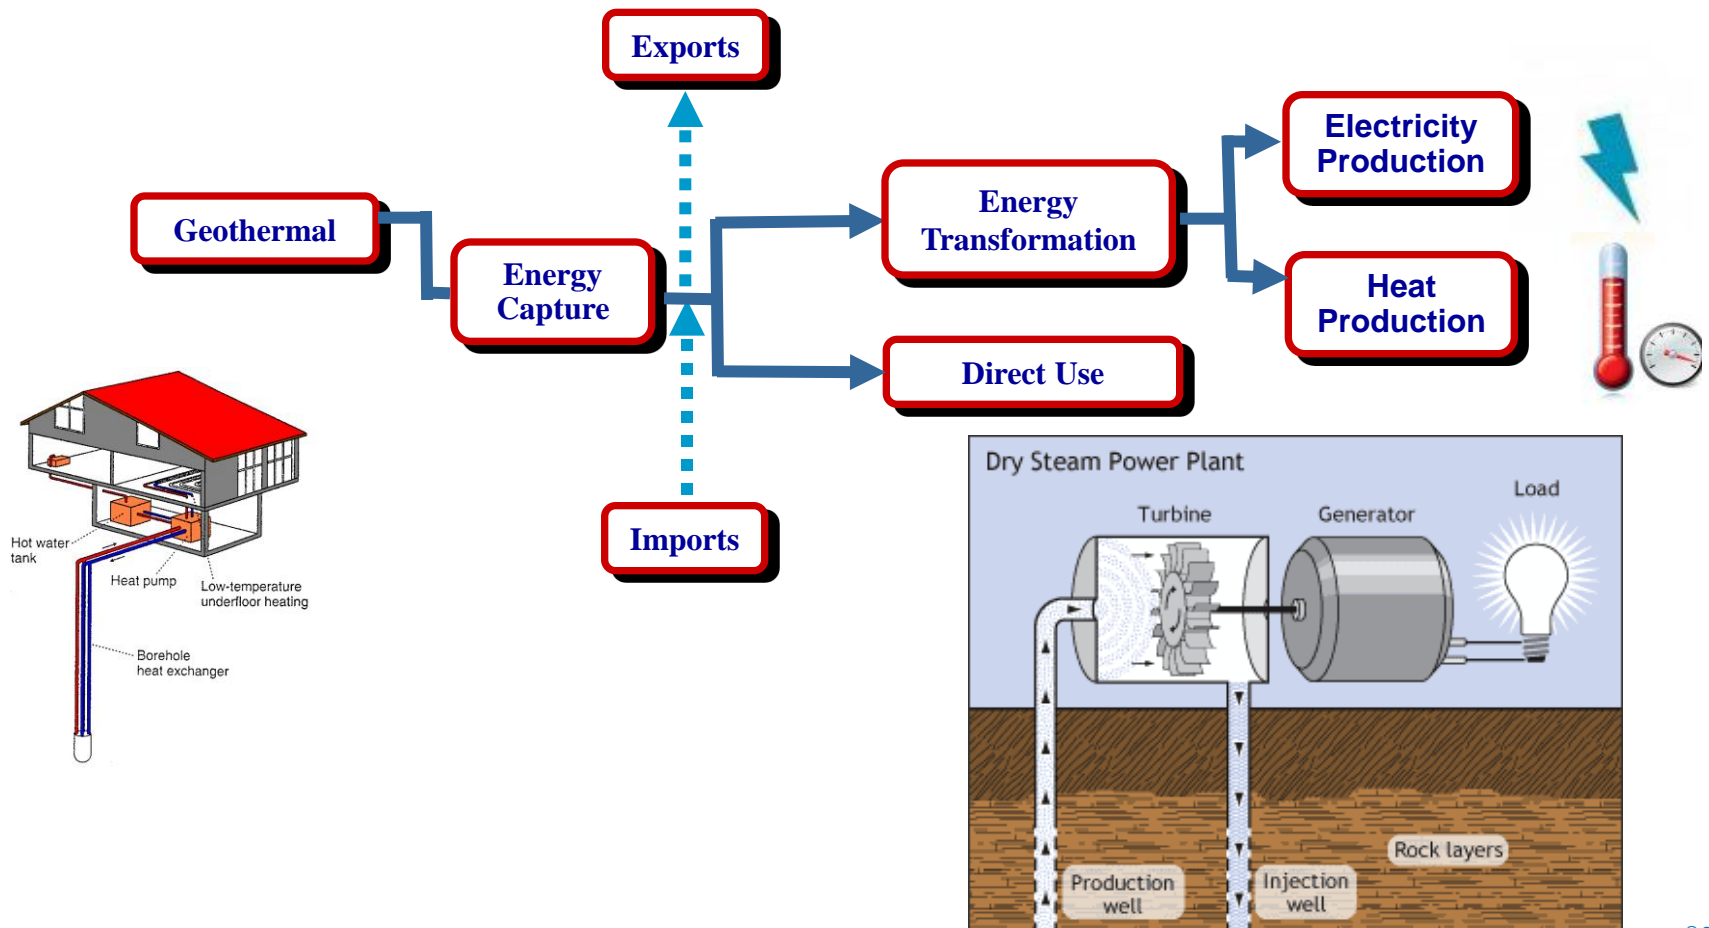 Exports
Electricity
Production
Geothermal
Energy
Transformation
Energy
Capture
Heat
Production
Direct Use
Imports
Hot water
tank
Heat pump
Low-temperature
underfloor heating
Borehole
heat exchanger
Dry Steam Power Plant
Load
Turbine
Generator
Rock layers
Production
well
Injection
well